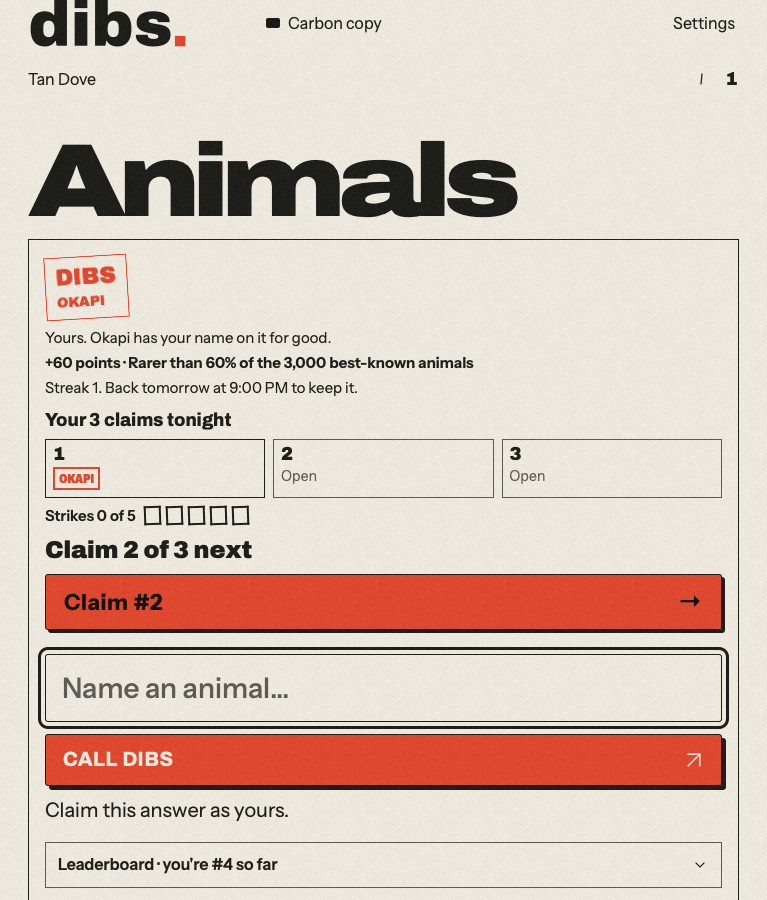 dibs.
Carbon copy
Settings
Tan Dove
/ 1
Animals
DIBS
OKAPI
Yours. Okapi has your name on it for good.
+60 points · Rarer than 60% of the 3,000 best-known animals
Streak 1. Back tomorrow at 9:00 PM to keep it.
Your 3 claims tonight
1
OKAPI
2
Open
3
Open
Strikes 0 of 5
Claim 2 of 3 next
Claim #2 →
Name an animal...
CALL DIBS
Claim this answer as yours.
Leaderboard · you're #4 so far